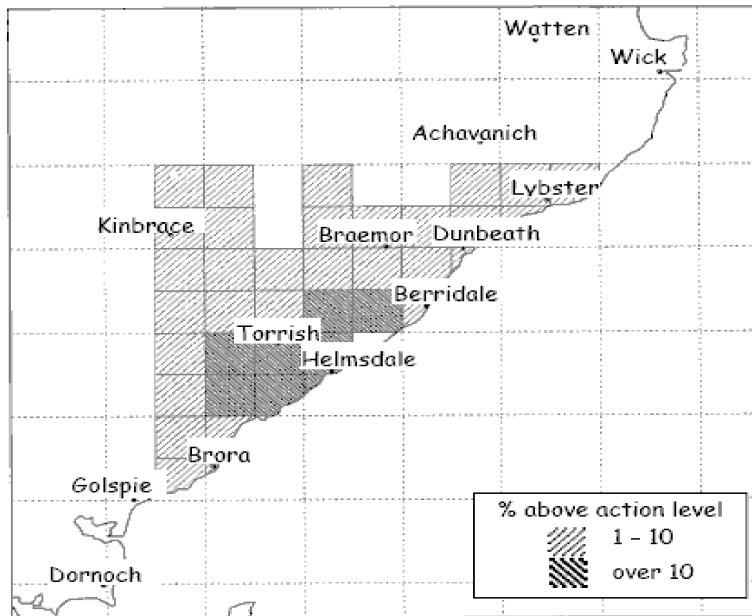 Watten
Wick
Achavanich
Lybster
Kinbrace
Braemor
Dunbeath
Berridale
Torrish
Helmsdale
Brora
Golspie
Dornoch
% above action level
1 - 10
over 10